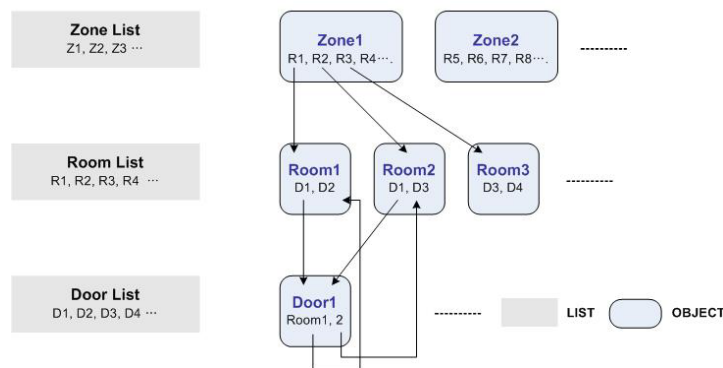 Zone List
Z1, Z2, Z3 ···
Zone1
R1, R2, R3, R4···.
Zone2
R5, R6, R7, R8···.
Room List
R1, R2, R3, R4 ···
Room1
D1, D2
Room2
D1, D3
Room3
D3, D4
Door List
D1, D2, D3, D4 ···
Door1
Room1, 2
LIST
OBJECT